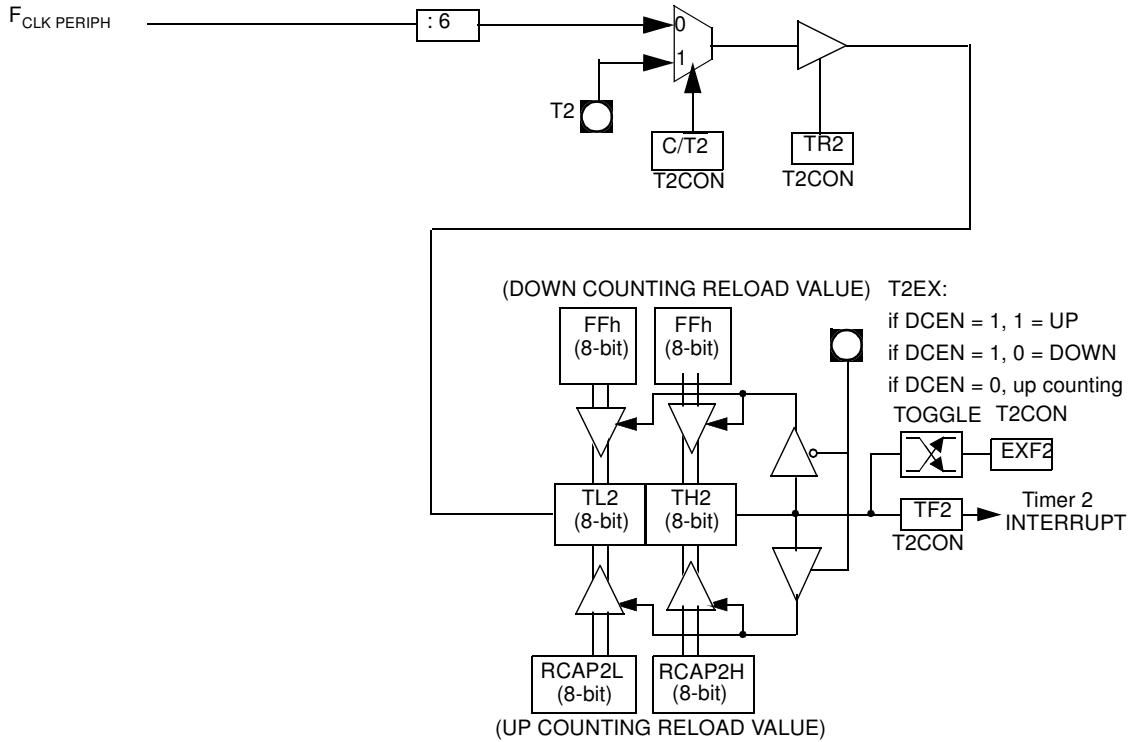 FCLK PERIPH
: 6
0
1
T2
C/T2
T2CON
TR2
T2CON
(DOWN COUNTING RELOAD VALUE)
T2EX:
if DCEN = 1, 1 = UP
if DCEN = 1, 0 = DOWN
if DCEN = 0, up counting
FFh
(8-bit)
FFh
(8-bit)
TOGGLE T2CON
EXF2
TL2
(8-bit)
TH2
(8-bit)
TF2
T2CON
Timer 2
INTERRUPT
RCAP2L
(8-bit)
RCAP2H
(8-bit)
(UP COUNTING RELOAD VALUE)